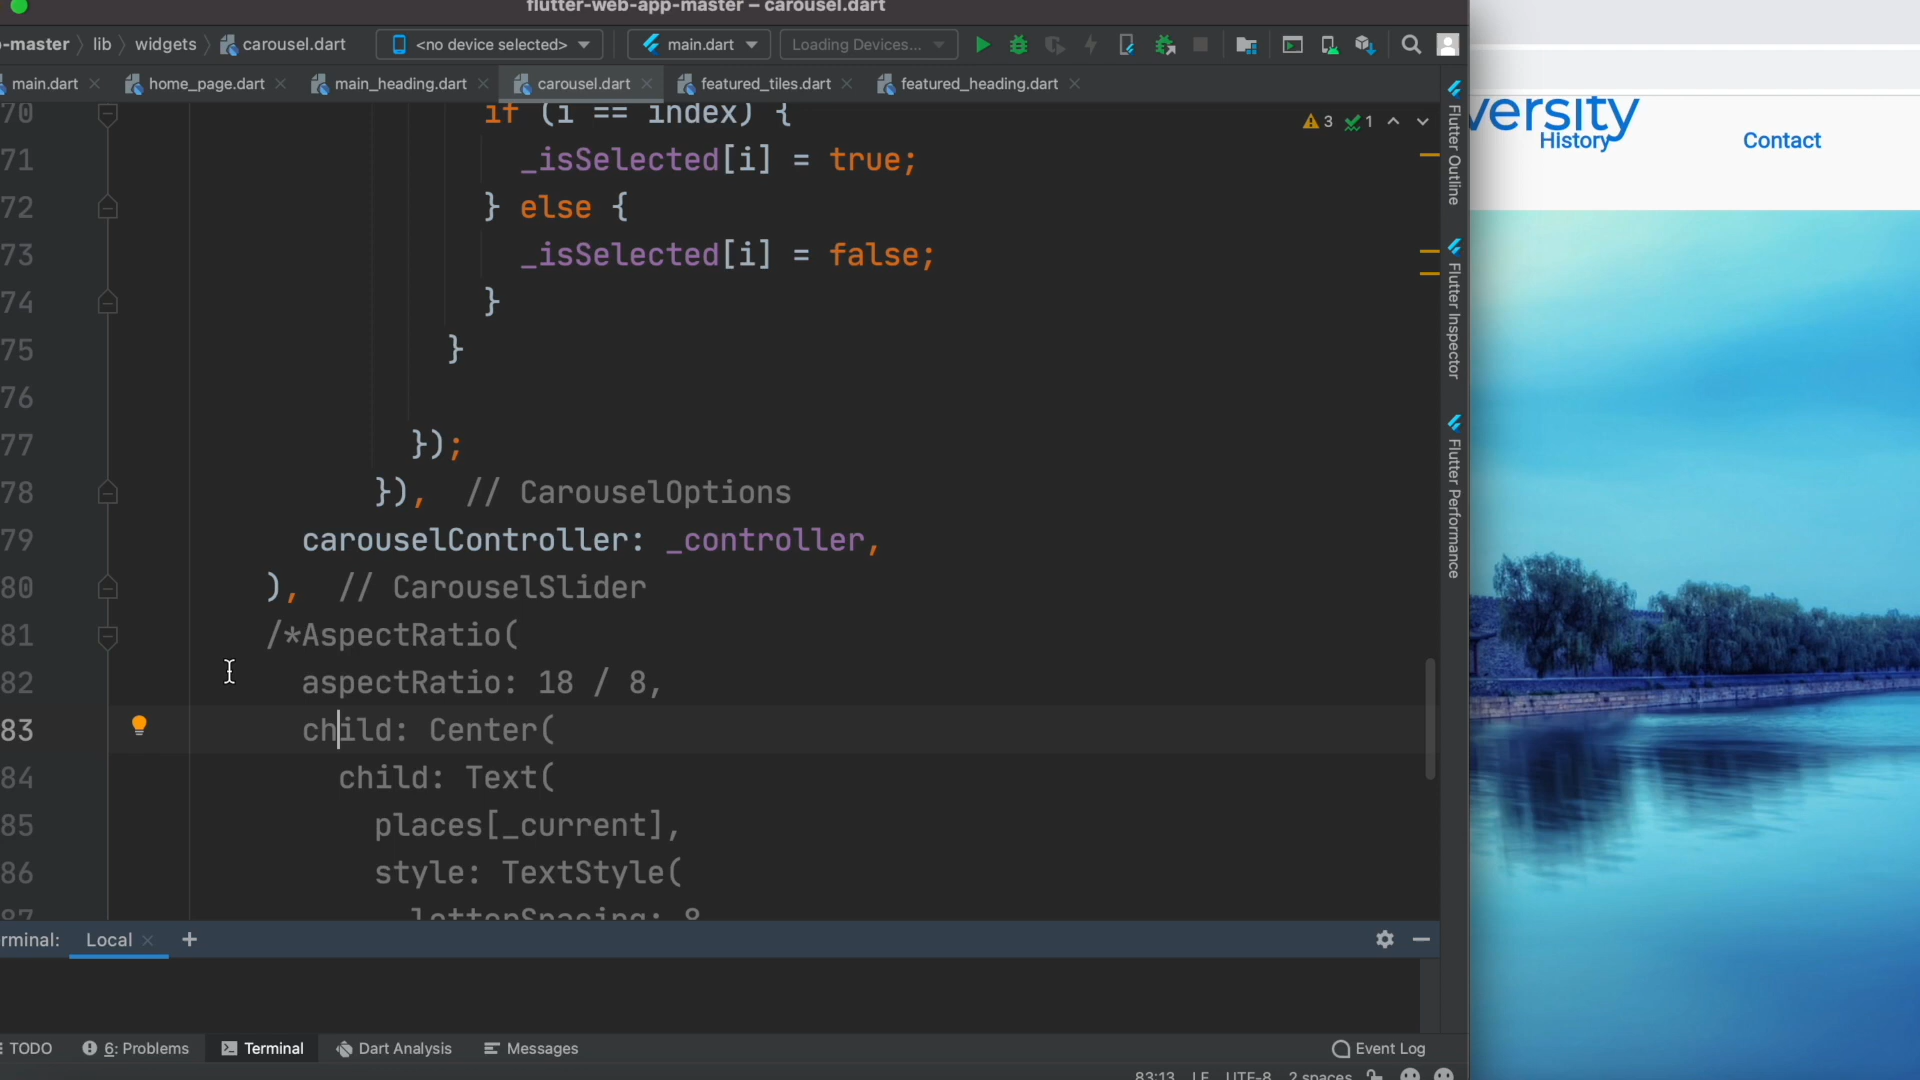 flutter-web-app-master – carousel.dart
-master lib widgets carousel.dart <no device selected> main.dart Loading Devices...
main.dart home_page.dart main_heading.dart carousel.dart featured_tiles.dart featured_heading.dart
70 if (i == index) {
3 1
71 _isSelected[i] = true;
72 } else {
73 _isSelected[i] = false;
74 }
75 }
76
77 });
78 }), // CarouselOptions
79 carouselController: _controller,
80 ), // CarouselSlider
81 /*AspectRatio(
82 aspectRatio: 18 / 8,
83 child: Center(
84 child: Text(
85 places[_current],
86 style: TextStyle(
87 letterSpacing: 8
Flutter Outline
Flutter Inspector
Flutter Performance
versity
History Contact
rminal: Local +
TODO 6: Problems Terminal Dart Analysis Messages Event Log
83:13 LF UTF-8 2 spaces